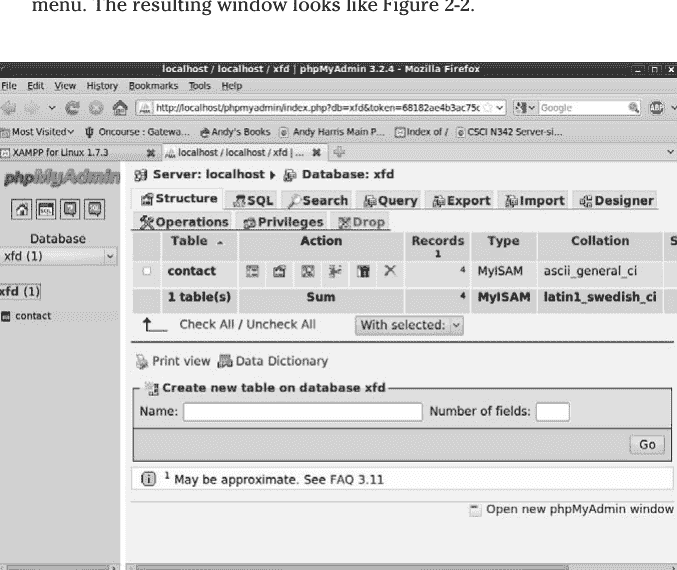 menu. The resulting window looks like Figure 2-2.
localhost / localhost / xfd | phpMyAdmin 3.2.4 - Mozilla Firefox
File Edit View History Bookmarks Tools Help
http://localhost/phpmyadmin/index.php?db=xfd&token=68182ae4b3ac75c Google
Most Visited Oncourse : Gatewa... Andy's Books Andy Harris Main P... Index of / CSCI N342 Server-si...
XAMPP for Linux 1.7.3 localhost / localhost / xfd | ...
phpMyAdmin
Server: localhost Database: xfd
Structure SQL Search Query Export Import Designer
Operations Privileges Drop
Database
xfd (1)
xfd (1)
contact
Table Action Records 1 Type Collation S
contact 4 MyISAM ascii_general_ci
1 table(s) Sum 4 MyISAM latin1_swedish_ci
Check All / Uncheck All With selected:
Print view Data Dictionary
Create new table on database xfd
Name: Number of fields:
Go
1 May be approximate. See FAQ 3.11
Open new phpMyAdmin window